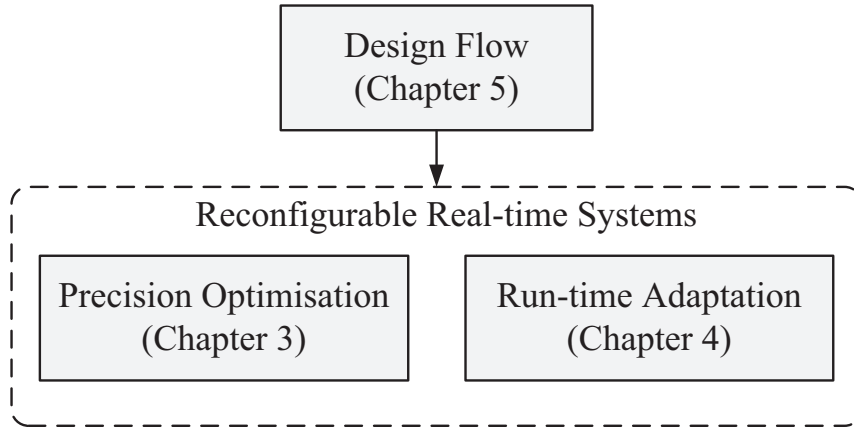 Design Flow
(Chapter 5)
Reconfigurable Real-time Systems
Precision Optimisation
(Chapter 3)
Run-time Adaptation
(Chapter 4)